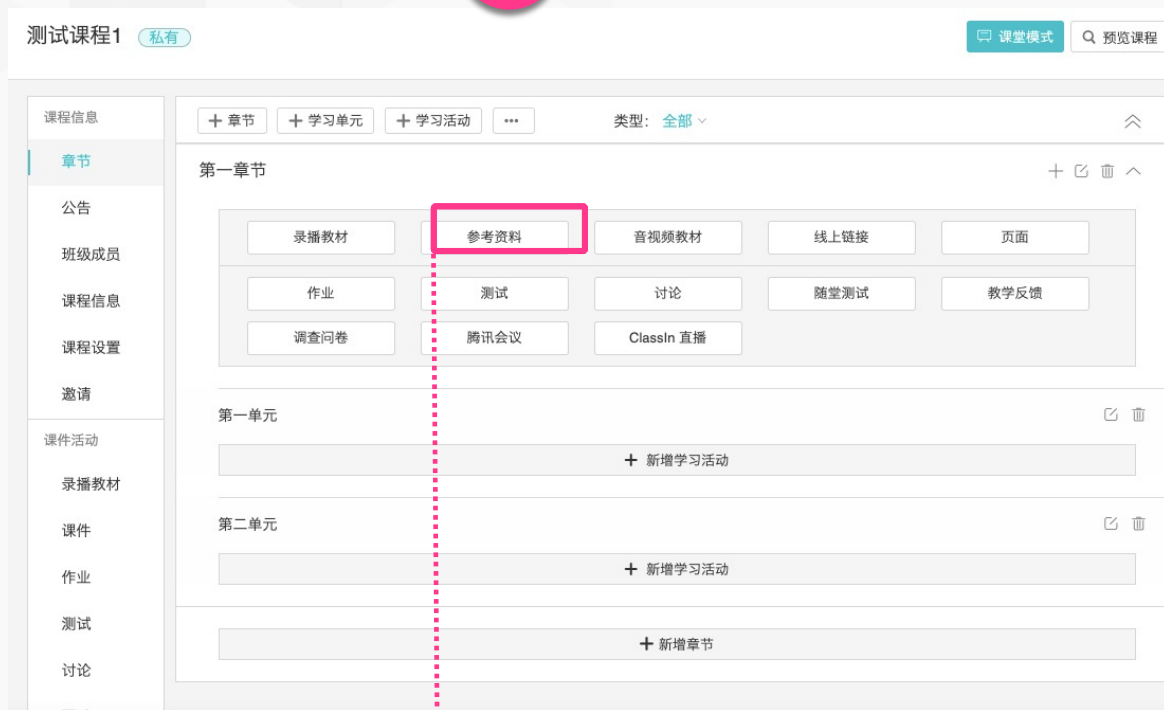 测试课程1 私有 课堂模式 预览课程
课程信息
章节
公告
班级成员
课程信息
课程设置
邀请
课件活动
录播教材
课件
作业
测试
讨论
+ 章节 + 学习单元 + 学习活动 ··· 类型: 全部
第一章节
录播教材 参考资料 音视频教材 线上链接 页面
作业 测试 讨论 随堂测试 教学反馈
调查问卷 腾讯会议 ClassIn 直播
第一单元
+ 新增学习活动
第二单元
+ 新增学习活动
+ 新增章节